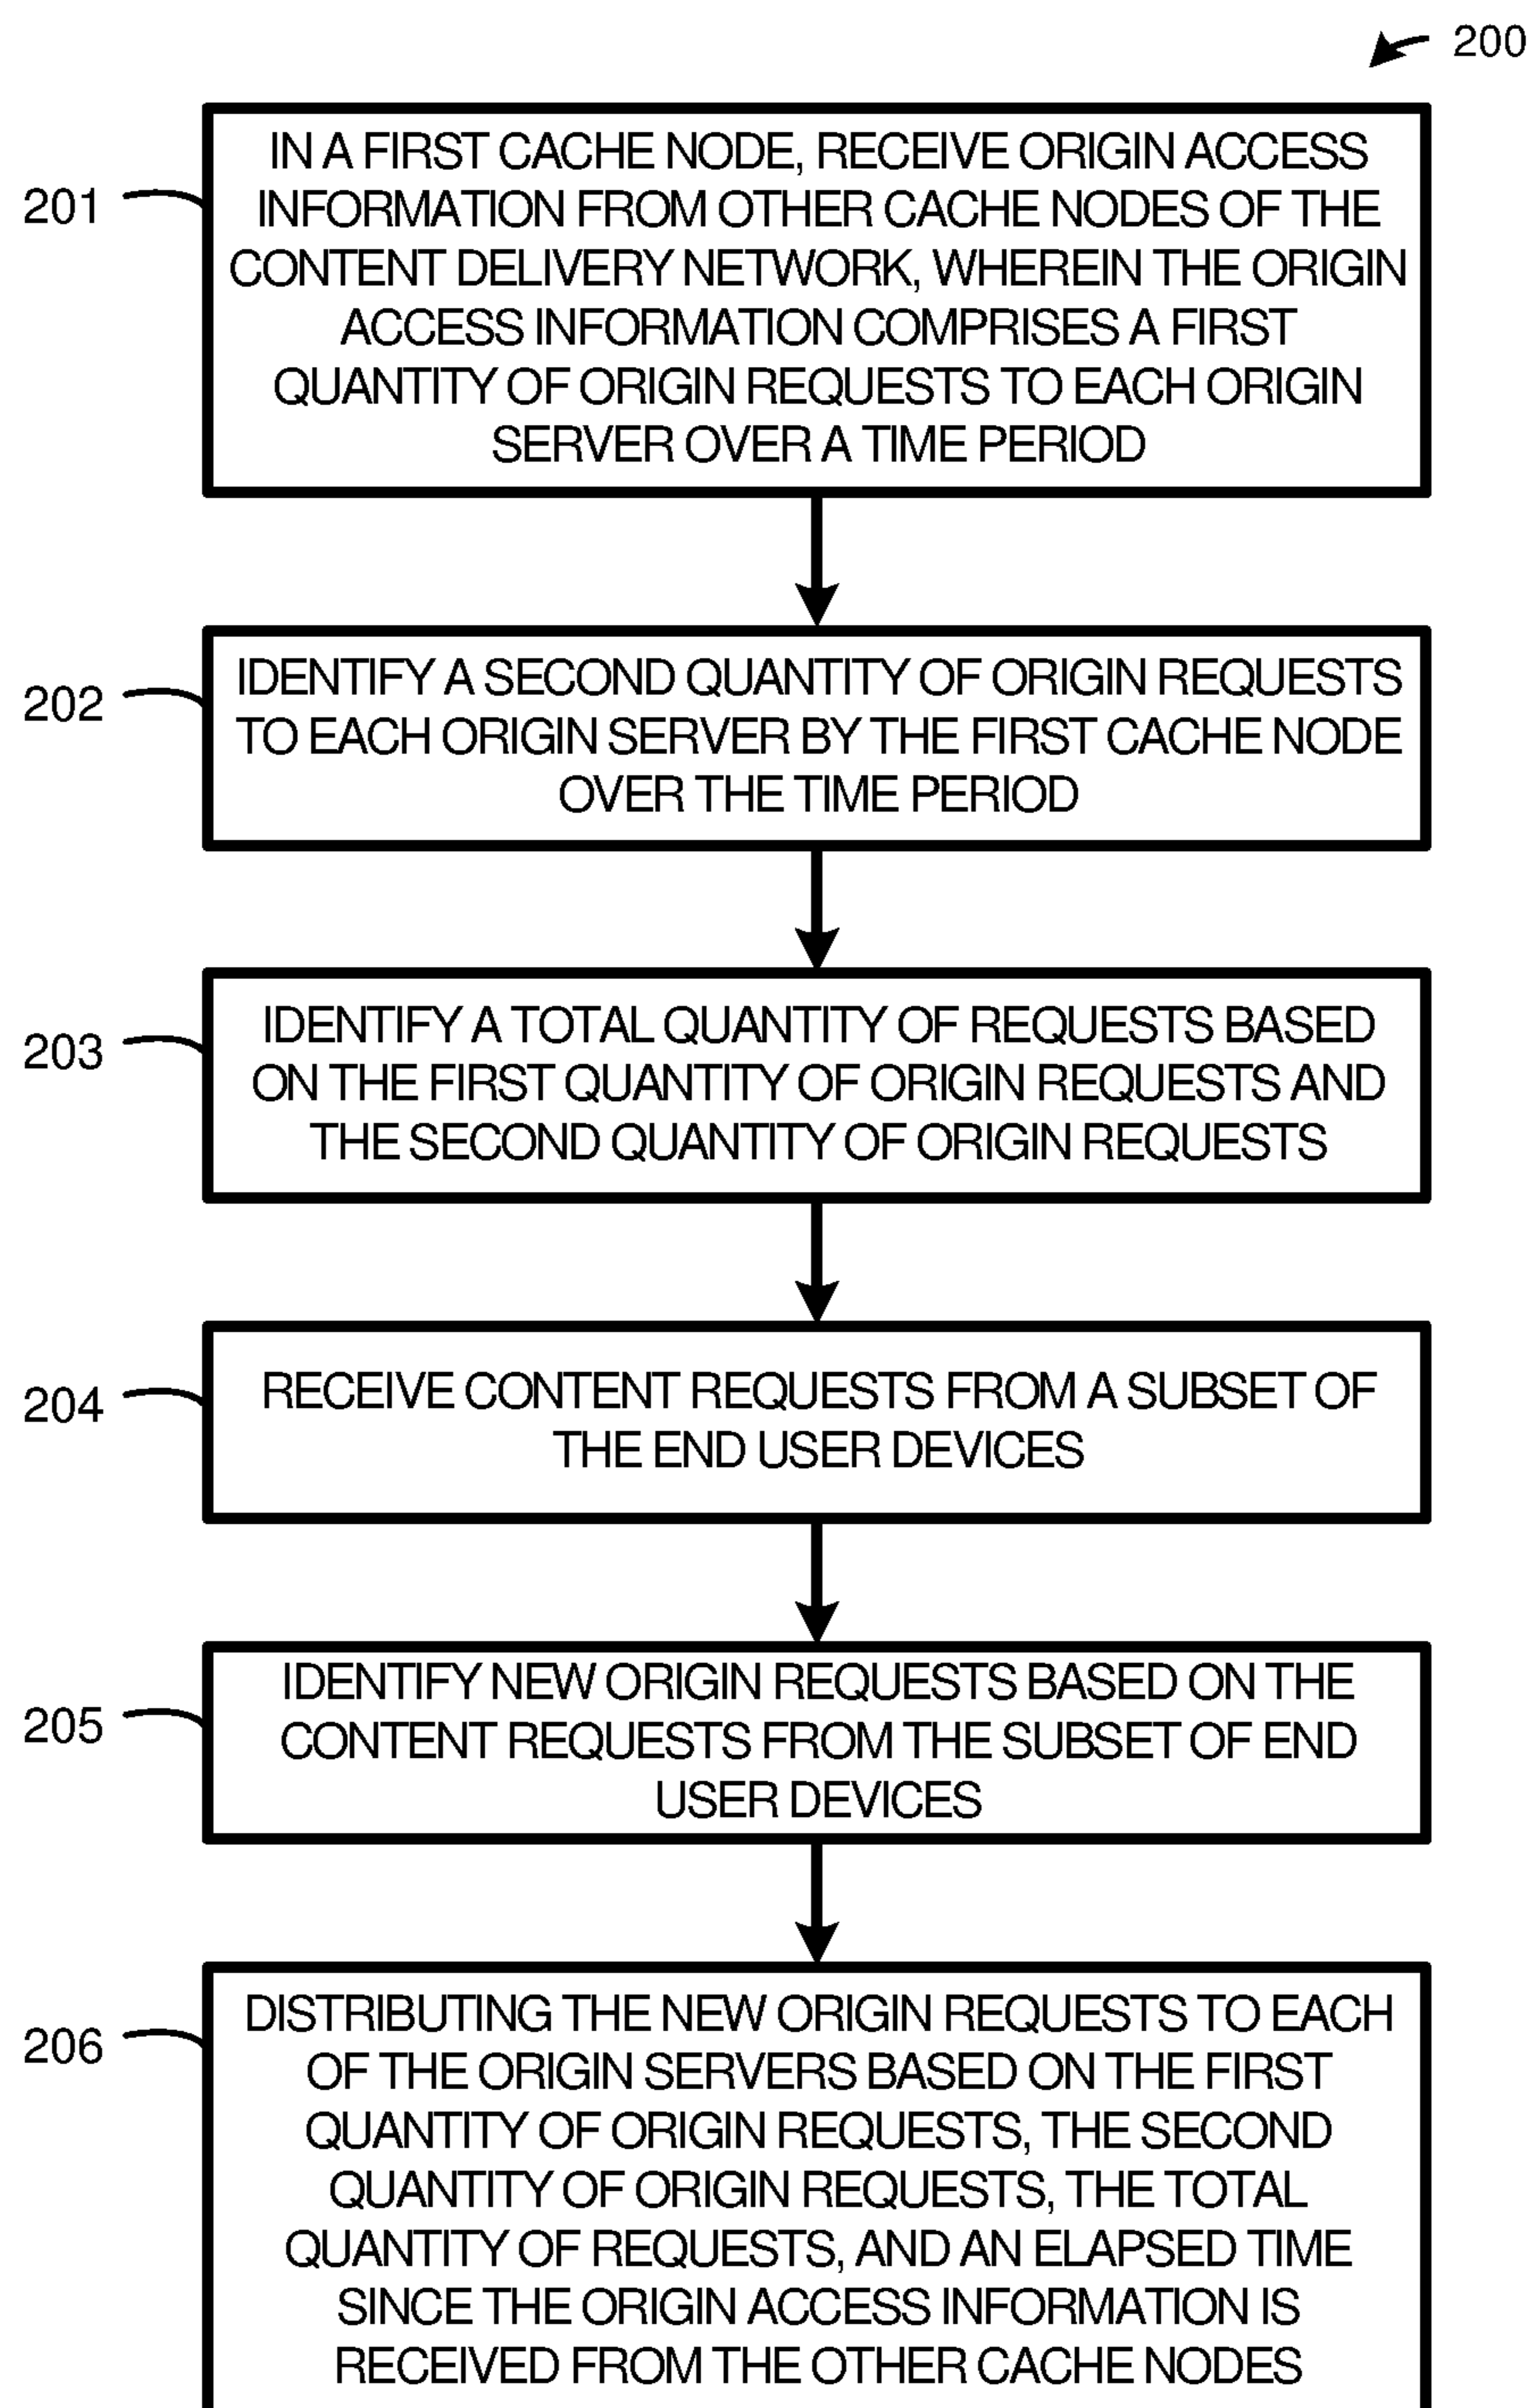 200
201
IN A FIRST CACHE NODE, RECEIVE ORIGIN ACCESS
INFORMATION FROM OTHER CACHE NODES OF THE
CONTENT DELIVERY NETWORK, WHEREIN THE ORIGIN
ACCESS INFORMATION COMPRISES A FIRST
QUANTITY OF ORIGIN REQUESTS TO EACH ORIGIN
SERVER OVER A TIME PERIOD
202
IDENTIFY A SECOND QUANTITY OF ORIGIN REQUESTS
TO EACH ORIGIN SERVER BY THE FIRST CACHE NODE
OVER THE TIME PERIOD
203
IDENTIFY A TOTAL QUANTITY OF REQUESTS BASED
ON THE FIRST QUANTITY OF ORIGIN REQUESTS AND
THE SECOND QUANTITY OF ORIGIN REQUESTS
204
RECEIVE CONTENT REQUESTS FROM A SUBSET OF
THE END USER DEVICES
205
IDENTIFY NEW ORIGIN REQUESTS BASED ON THE
CONTENT REQUESTS FROM THE SUBSET OF END
USER DEVICES
206
DISTRIBUTING THE NEW ORIGIN REQUESTS TO EACH
OF THE ORIGIN SERVERS BASED ON THE FIRST
QUANTITY OF ORIGIN REQUESTS, THE SECOND
QUANTITY OF ORIGIN REQUESTS, THE TOTAL
QUANTITY OF REQUESTS, AND AN ELAPSED TIME
SINCE THE ORIGIN ACCESS INFORMATION IS
RECEIVED FROM THE OTHER CACHE NODES